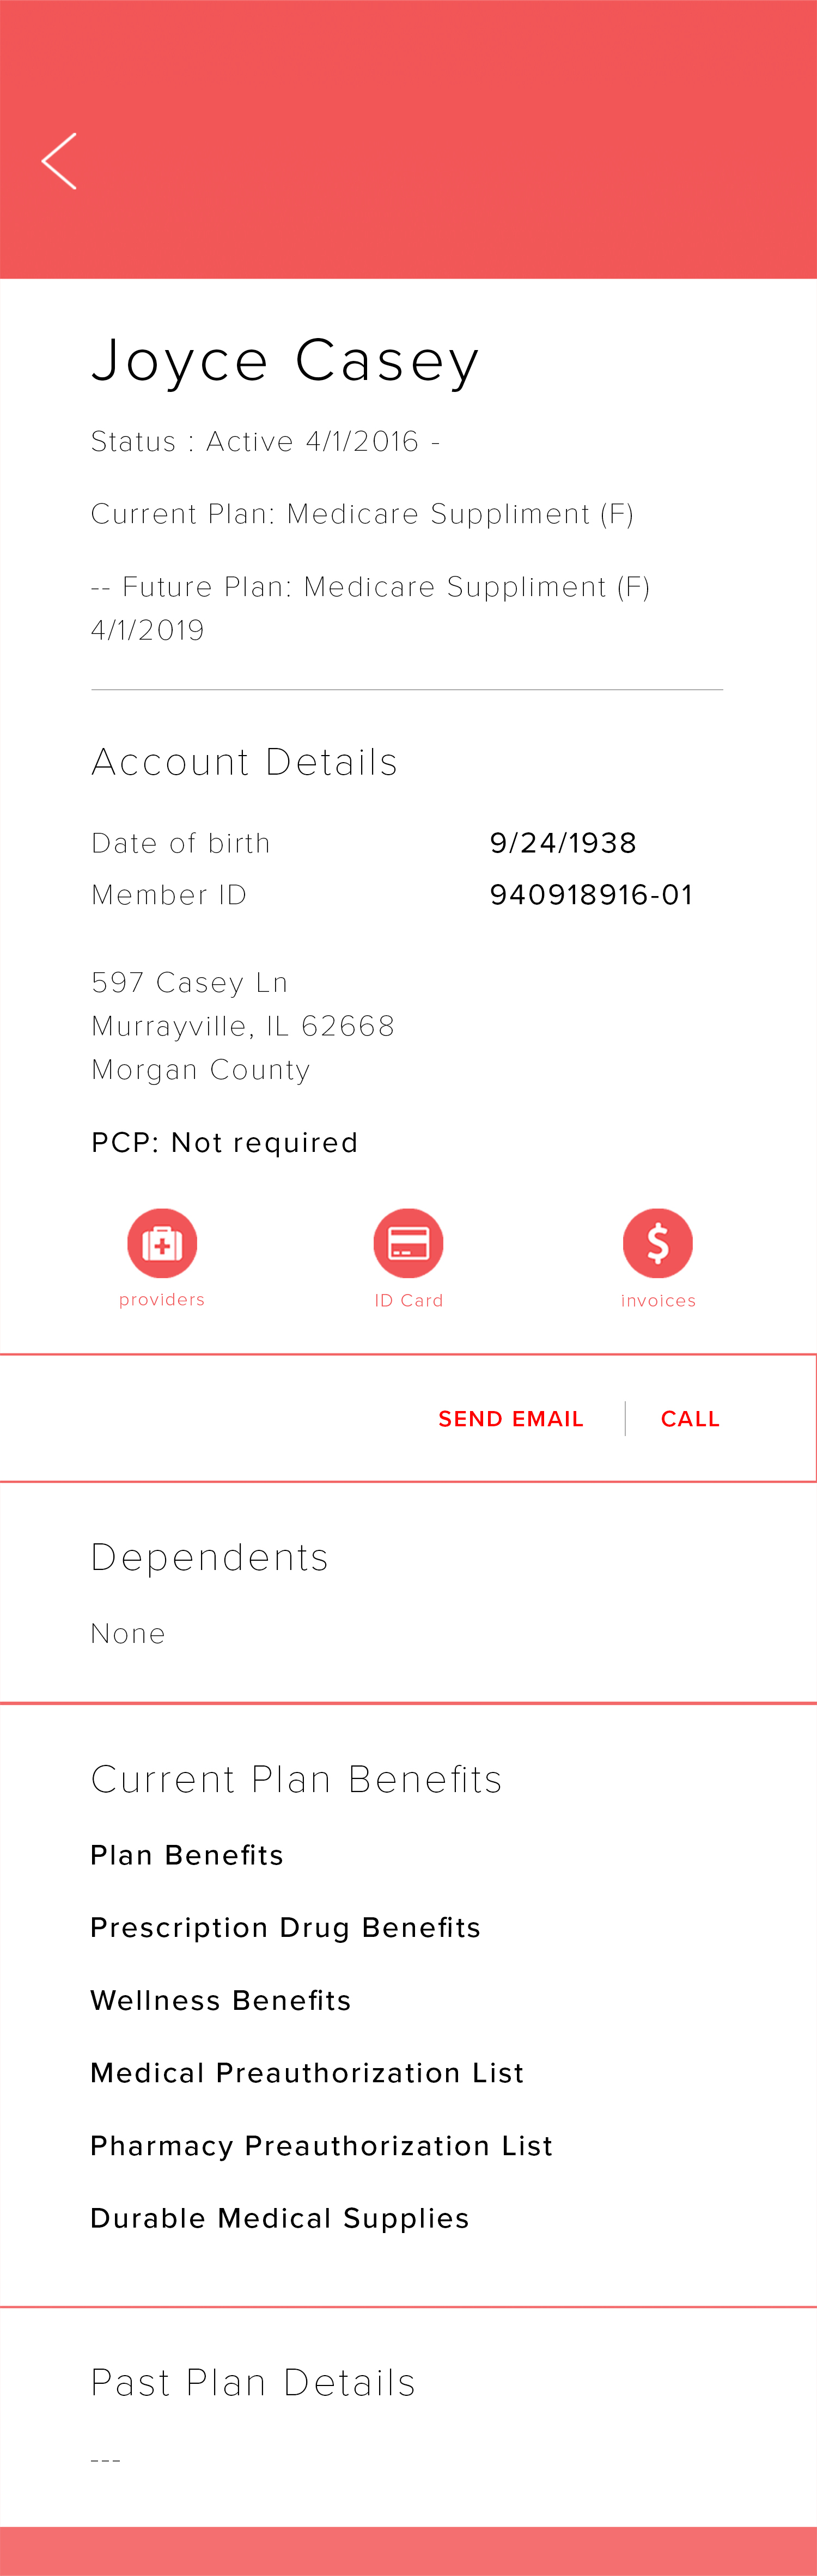 Joyce Casey
Status : Active 4/1/2016 -
Current Plan: Medicare Suppliment (F)
-- Future Plan: Medicare Suppliment (F)
4/1/2019
Account Details
Date of birth 9/24/1938
Member ID 940918916-01
597 Casey Ln
Murrayville, IL 62668
Morgan County
PCP: Not required
providers ID Card invoices
SEND EMAIL CALL
Dependents
None
Current Plan Benefits
Plan Benefits
Prescription Drug Benefits
Wellness Benefits
Medical Preauthorization List
Pharmacy Preauthorization List
Durable Medical Supplies
Past Plan Details
---